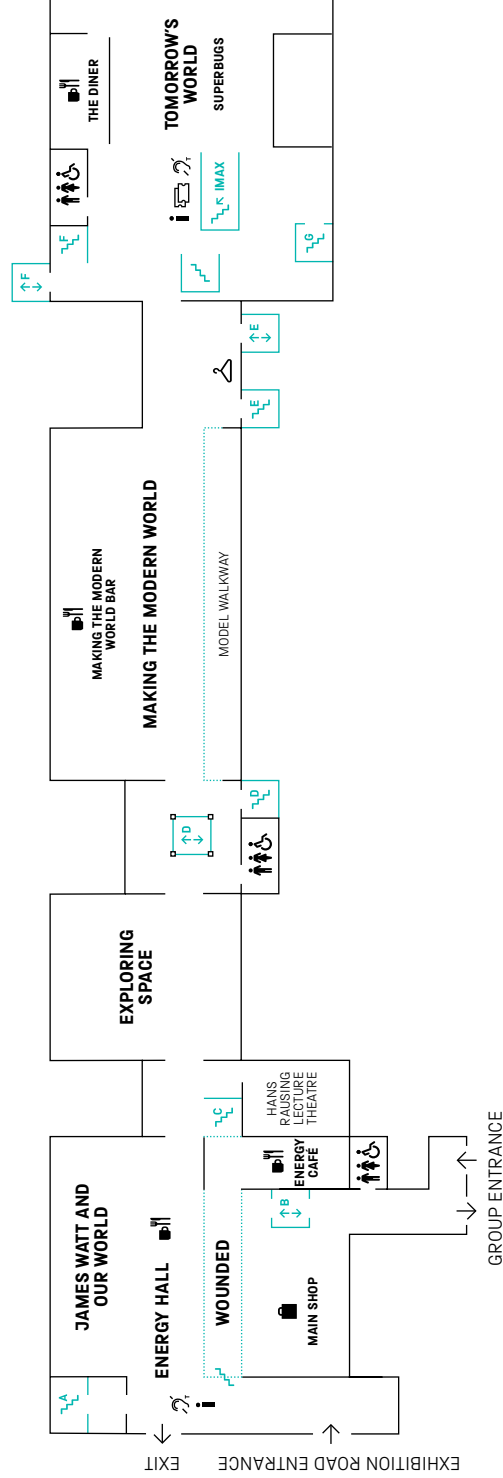 THE DINER
TOMORROW'S
WORLD
SUPERBUGS
F
F
IMAX
G
E
E
MAKING THE MODERN
WORLD BAR
MAKING THE MODERN WORLD
MODEL WALKWAY
D
D
EXPLORING
SPACE
C
HANS
RAUSING
LECTURE
THEATRE
JAMES WATT AND
OUR WORLD
ENERGY HALL
WOUNDED
ENERGY
CAFÉ
B
MAIN SHOP
A
T
T
EXIT
EXHIBITION ROAD ENTRANCE
GROUP ENTRANCE